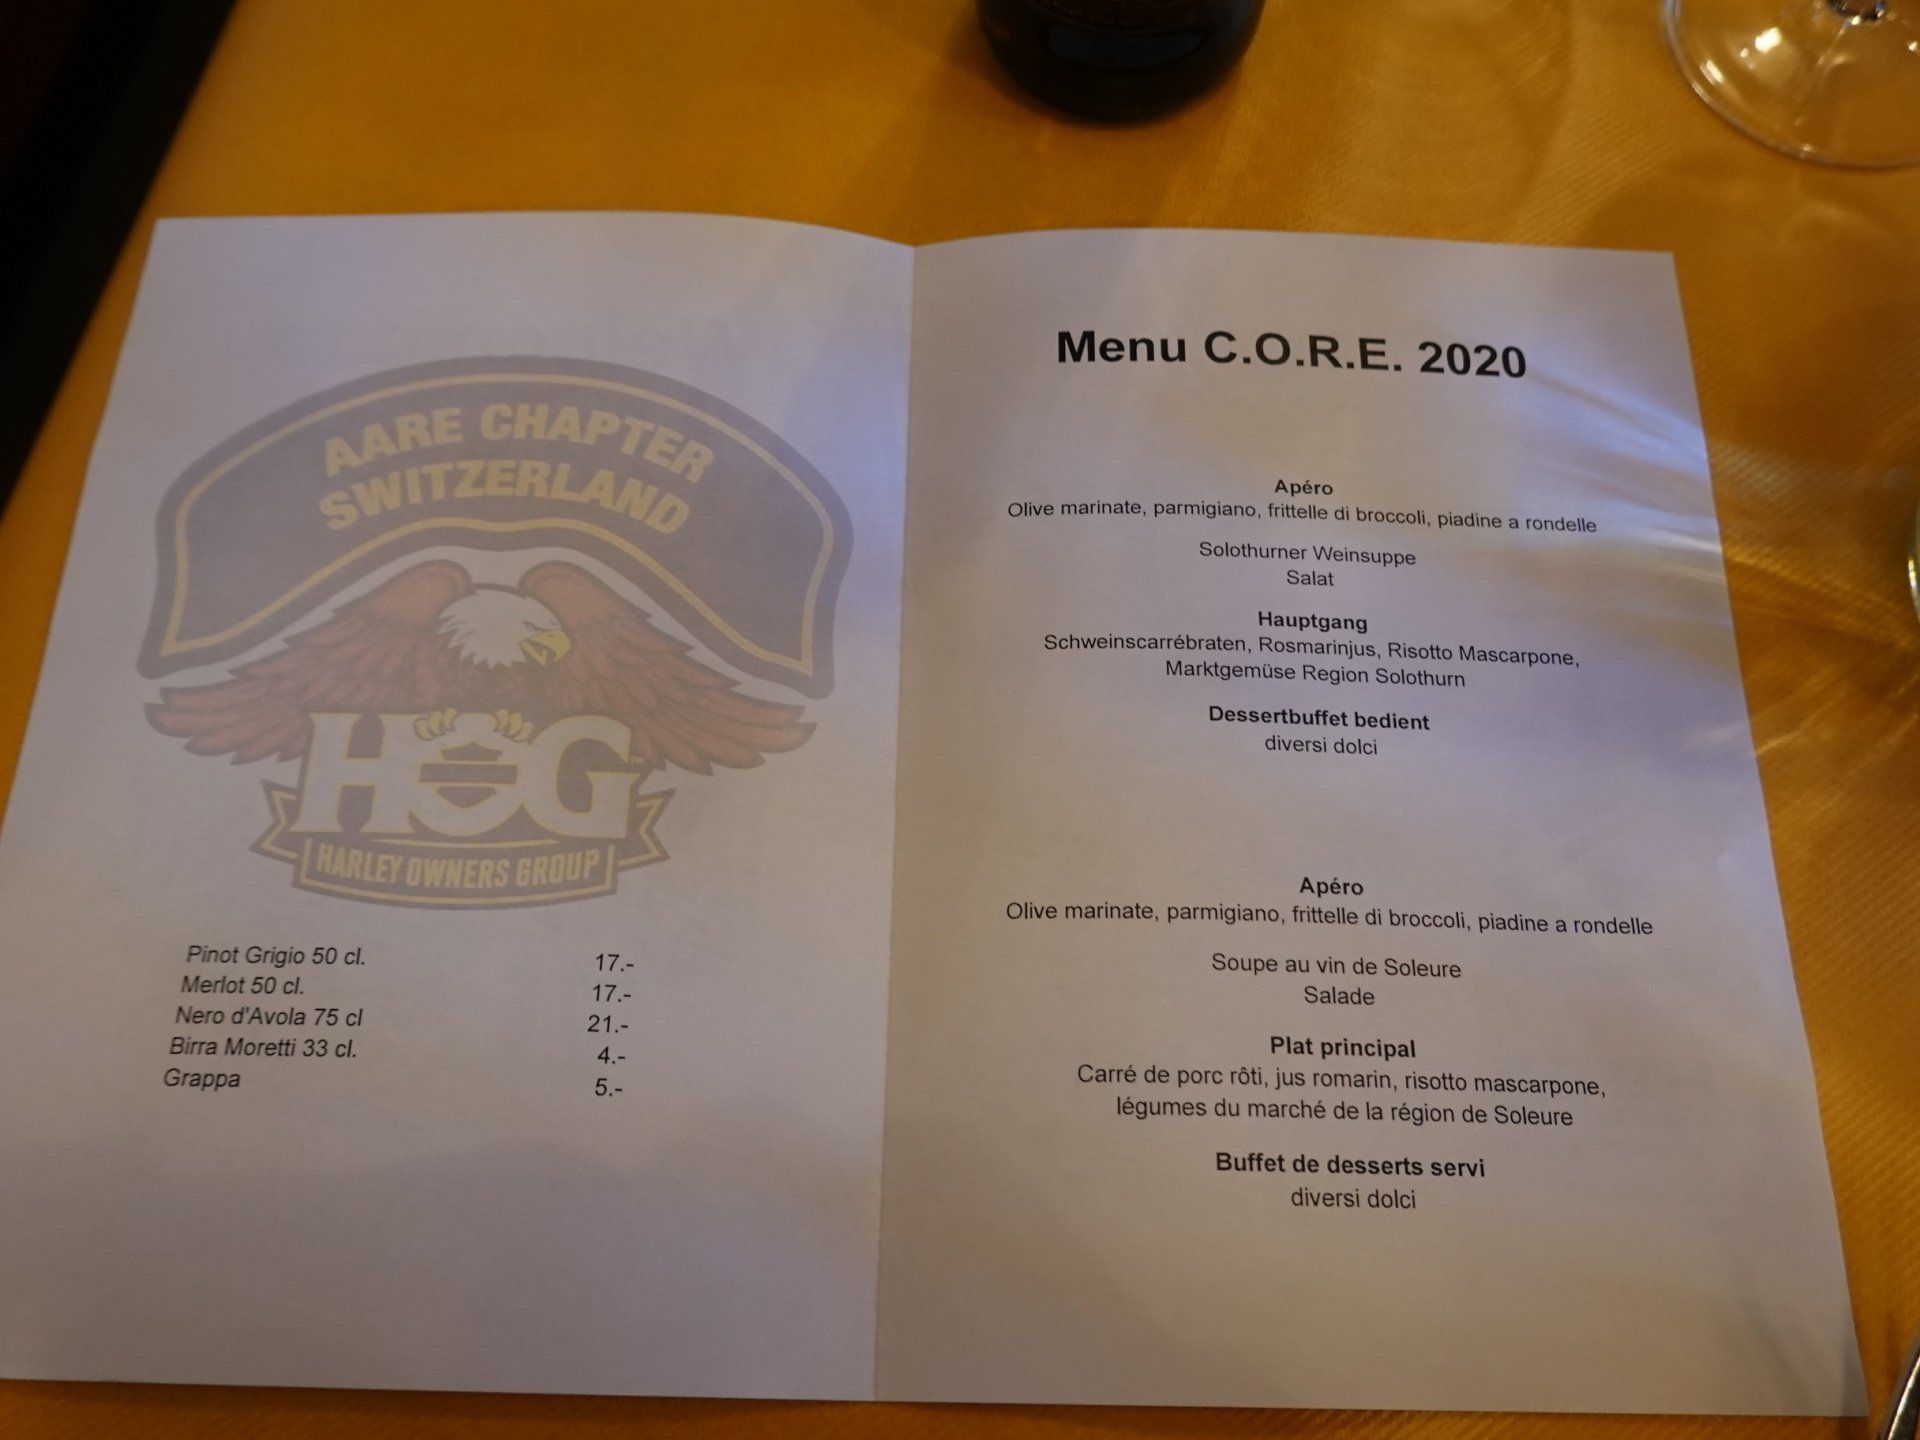 AARE CHAPTER
SWITZERLAND
HOG™
HARLEY OWNERS GROUP
Pinot Grigio 50 cl. 17.-
Merlot 50 cl. 17.-
Nero d'Avola 75 cl 21.-
Birra Moretti 33 cl. 4.-
Grappa 5.-
Menu C.O.R.E. 2020
Apéro
Olive marinate, parmigiano, frittelle di broccoli, piadine a rondelle
Solothurner Weinsuppe
Salat
Hauptgang
Schweinscarrébraten, Rosmarinjus, Risotto Mascarpone,
Marktgemüse Region Solothurn
Dessertbuffet bedient
diversi dolci
Apéro
Olive marinate, parmigiano, frittelle di broccoli, piadine a rondelle
Soupe au vin de Soleure
Salade
Plat principal
Carré de porc rôti, jus romarin, risotto mascarpone,
légumes du marché de la région de Soleure
Buffet de desserts servi
diversi dolci